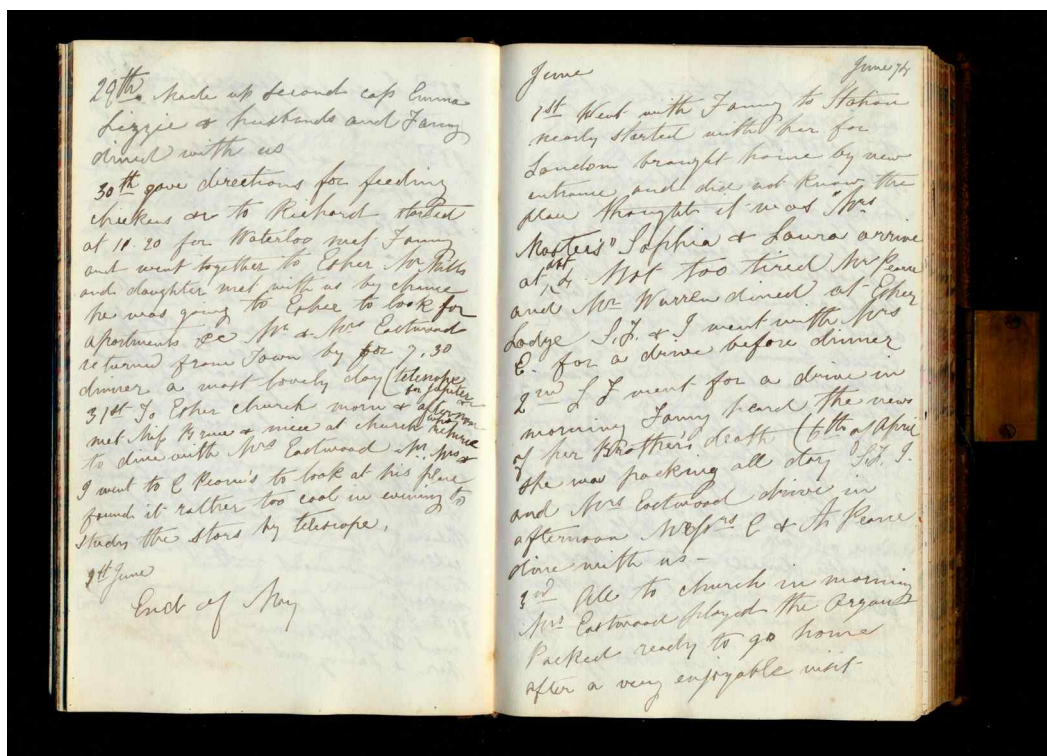 29th. Made up second cap Emma
Lizzie & husbands and Fanny
dined with us
30th gave directions for feeding
chickens &c to Richard started
at 10.20 for Waterloo met Fanny
and went together to Esher Mr
and daughter met with us by chance
he was going to Esher to look for
apartments &c Mr & Mrs Eastwood
returned from Town by for 7.30
dinner a most lovely day (telescope
for Jupiter
31st To Esher church morn & afternoon
met Miss & niece at church who
to dine with Mrs Eastwood Mr. Mrs &
I went to C Pearce's to look at his place
found it rather too cool in evening to
study the stars by telescope.
June
End of May
June
June 74
1st Went with Fanny to Station
nearly started with her for
London brought home by new
entrance and did not know the
place thought it was "Mrs
Master's" Sophia & Laura arrive
at Not too tired Mr Pearce
and Mr Warren dined at Esher
Lodge S.L. & I went with Mrs
E. for a drive before dinner
2nd S L went for a drive in
morning Fanny heard the news
of her Brother's death (6th of April
She was packing all day S.L. I.
and Mrs Eastwood drive in
afternoon C & Pearce
dine with us -
3rd All to church in morning
Mrs Eastwood played the organ
Packed ready to go home
after a very enjoyable visit